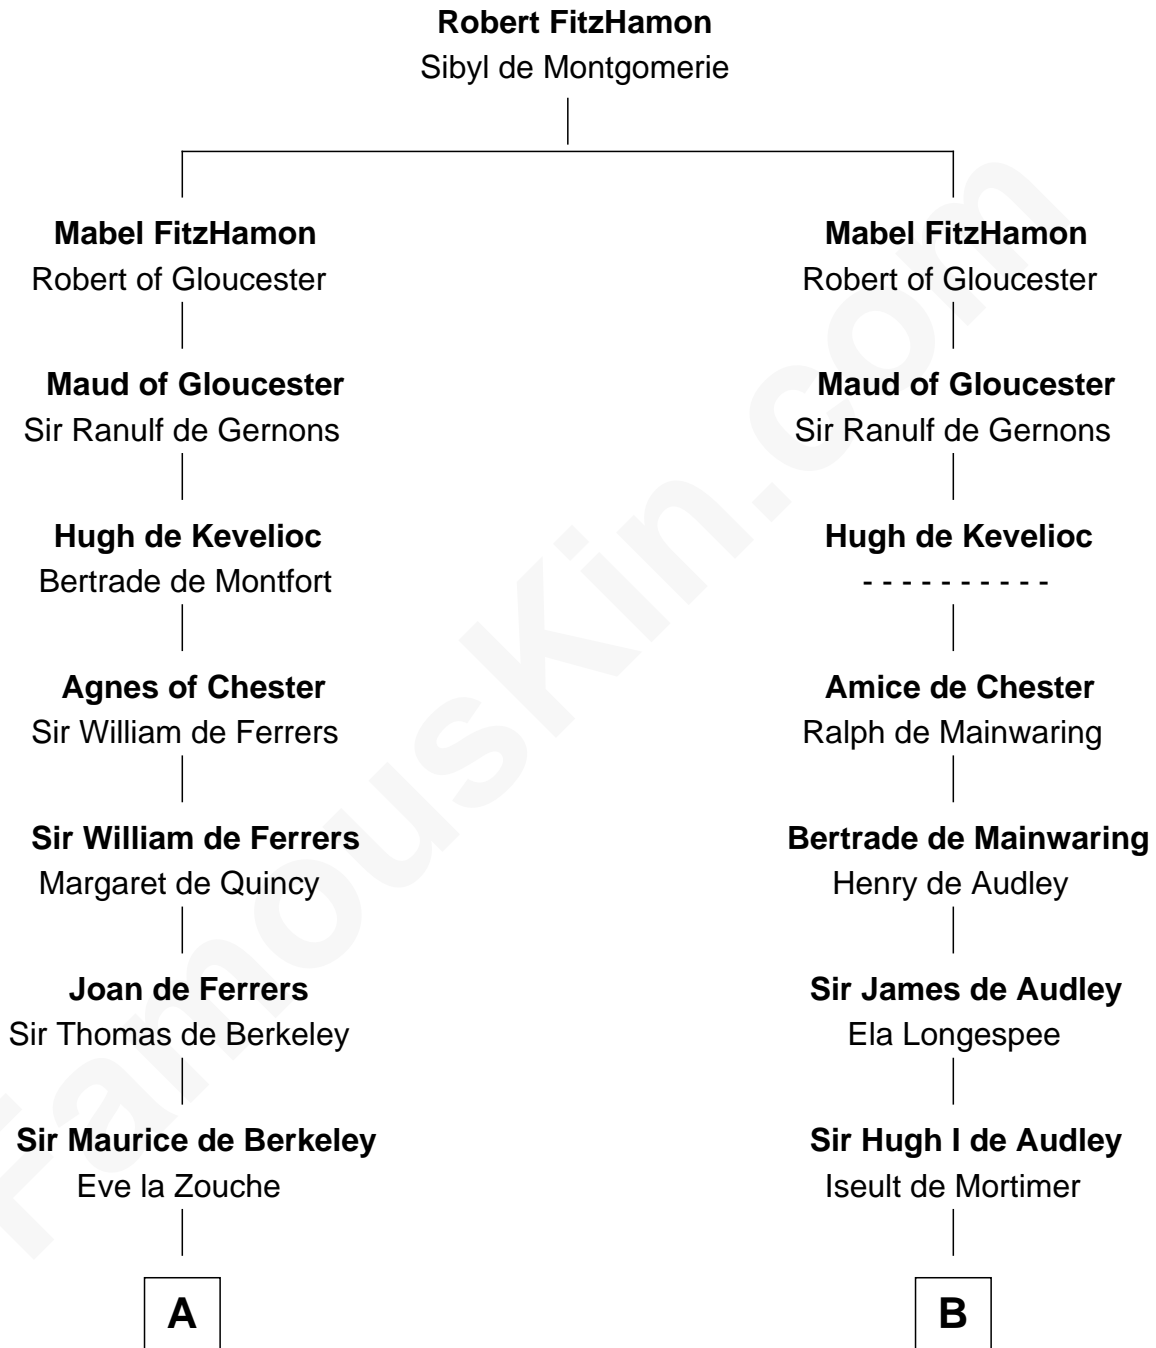 Robert FitzHamon
Sibyl de Montgomerie
Mabel FitzHamon
Robert of Gloucester
Maud of Gloucester
Sir Ranulf de Gernons
Hugh de Kevelioc
Bertrade de Montfort
Agnes of Chester
Sir William de Ferrers
Sir William de Ferrers
Margaret de Quincy
Joan de Ferrers
Sir Thomas de Berkeley
Sir Maurice de Berkeley
Eve la Zouche
A
Mabel FitzHamon
Robert of Gloucester
Maud of Gloucester
Sir Ranulf de Gernons
Hugh de Kevelioc
- - - - - - - - - -
Amice de Chester
Ralph de Mainwaring
Bertrade de Mainwaring
Henry de Audley
Sir James de Audley
Ela Longespee
Sir Hugh I de Audley
Iseult de Mortimer
B
FamousKin.com